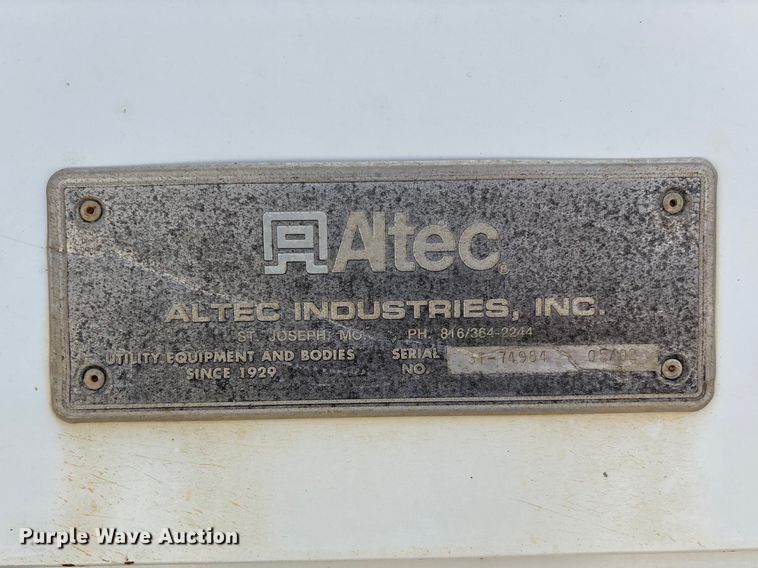 Altec®
ALTEC INDUSTRIES, INC.
ST. JOSEPH, MO. PH. 816/364-2244
UTILITY EQUIPMENT AND BODIES SERIAL
SINCE 1929 NO. 74984
Purple Wave Auction